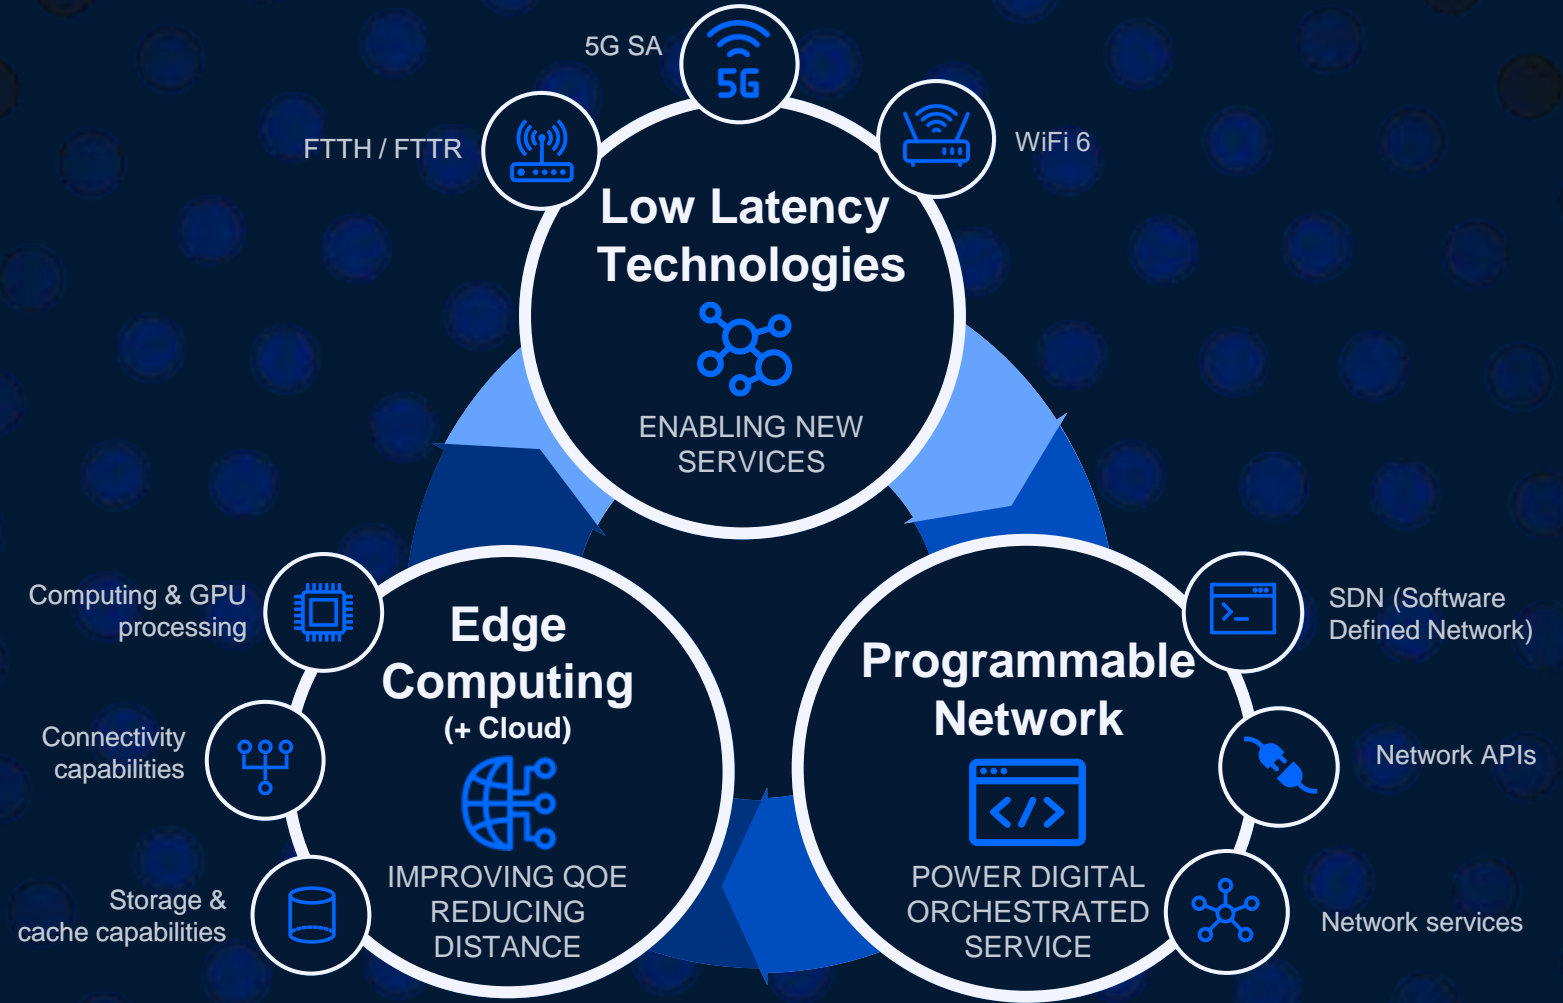 5G SA
5G
FTTH / FTTR
WiFi 6
Low Latency
Technologies
ENABLING NEW
SERVICES
Computing & GPU
processing
Connectivity
capabilities
Storage &
cache capabilities
Edge
Computing
(+ Cloud)
IMPROVING QOE
REDUCING
DISTANCE
Programmable
Network
</>
POWER DIGITAL
ORCHESTRATED
SERVICE
SDN (Software
Defined Network)
Network APIs
Network services